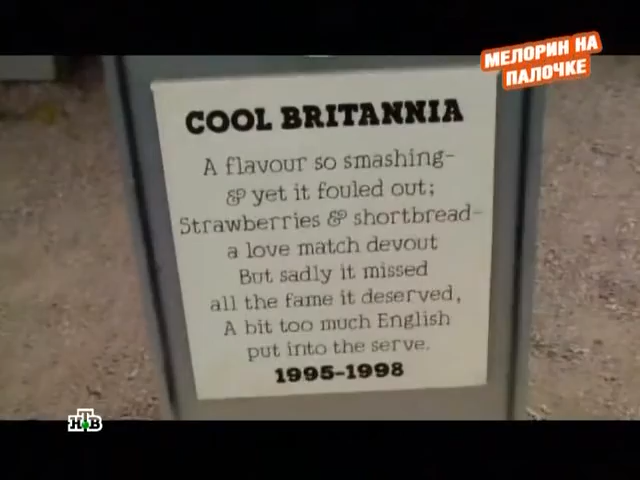 МЕЛОРИН НА
ПАЛОЧКЕ
COOL BRITANNIA
A flavour so smashing-
& yet it fouled out;
Strawberries & shortbread-
a love match devout
But sadly it missed
all the fame it deserved,
A bit too much English
put into the serve.
1995-1998
НТВ